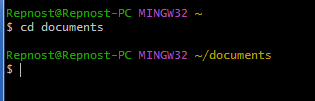 Repnost@Repnost-PC MINGW32 ~
$ cd documents
Repnost@Repnost-PC MINGW32 ~/documents
$